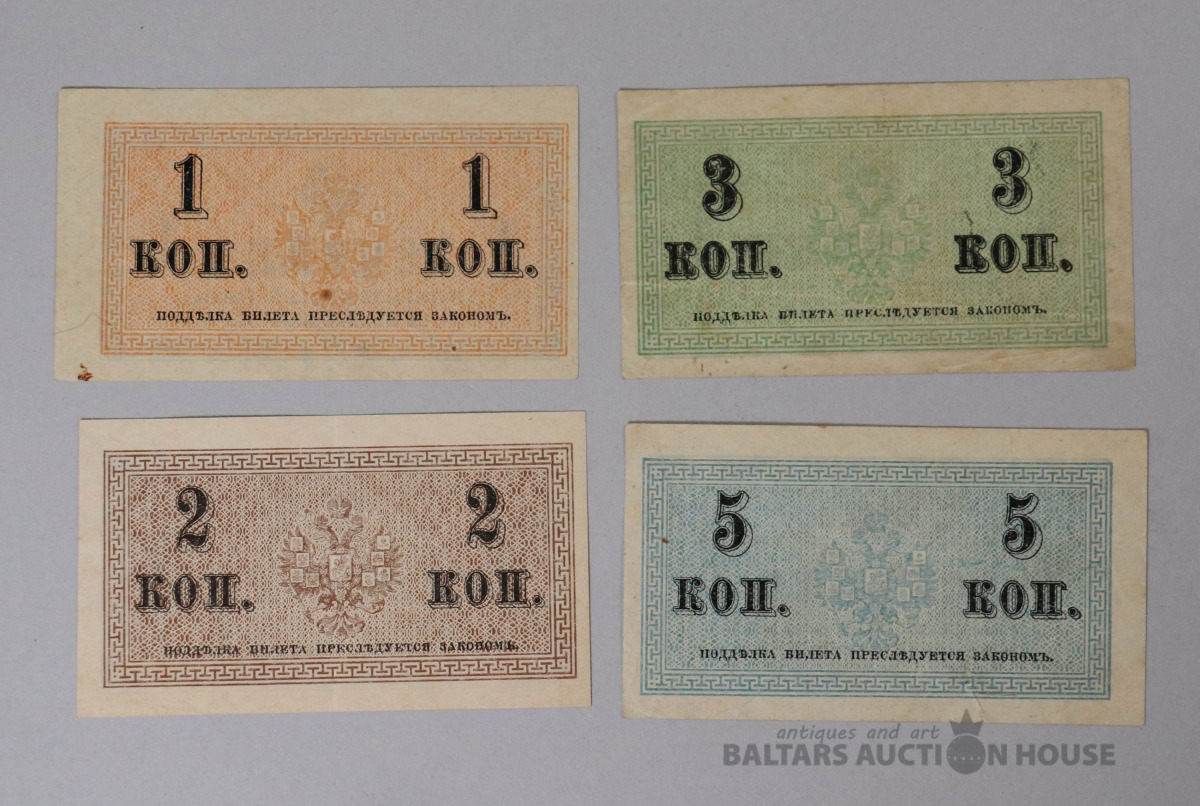 1 1
КОП. КОП.
ПОДДѢЛКА БИЛЕТА ПРЕСЛѢДУЕТСЯ ЗАКОНОМЪ.
3 3
КОП. КОП.
ПОДДѢЛКА БИЛЕТА ПРЕСЛѢДУЕТСЯ ЗАКОНОМЪ.
2 2
КОП. КОП.
ПОДДѢЛКА БИЛЕТА ПРЕСЛѢДУЕТСЯ ЗАКОНОМЪ.
5 5
КОП. КОП.
ПОДДѢЛКА БИЛЕТА ПРЕСЛѢДУЕТСЯ ЗАКОНОМЪ.
antiques and art
BALTARS AUCTION HOUSE